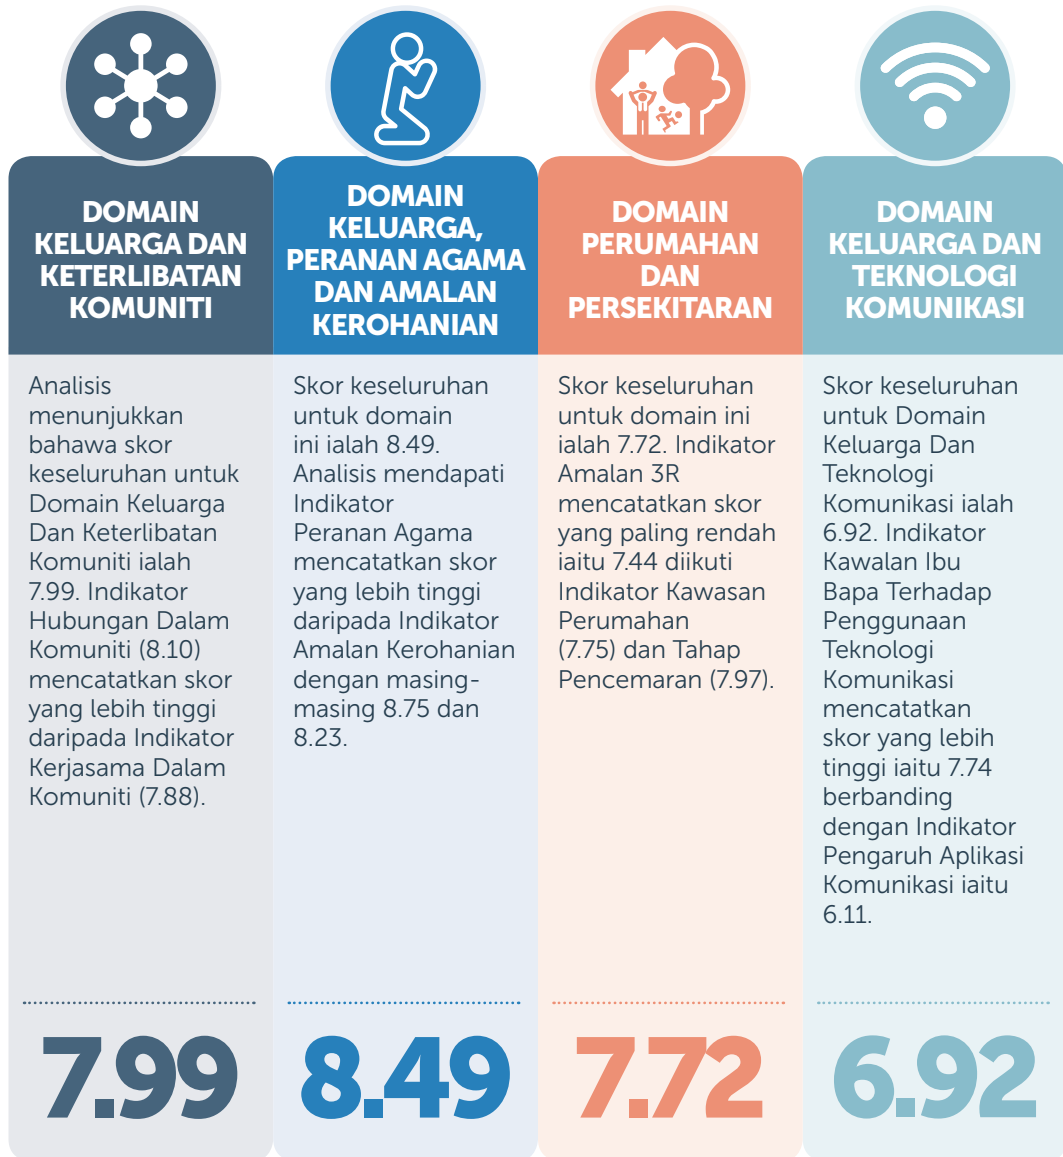 DOMAIN
KELUARGA DAN
KETERLIBATAN
KOMUNITI
Analisis
menunjukkan
bahawa skor
keseluruhan untuk
Domain Keluarga
Dan Keterlibatan
Komuniti ialah
7.99. Indikator
Hubungan Dalam
Komuniti (8.10)
mencatatkan skor
yang lebih tinggi
daripada Indikator
Kerjasama Dalam
Komuniti (7.88).
7.99
DOMAIN
KELUARGA,
PERANAN AGAMA
DAN AMALAN
KEROHANIAN
Skor keseluruhan
untuk domain
ini ialah 8.49.
Analisis mendapati
Indikator
Peranan Agama
mencatatkan skor
yang lebih tinggi
daripada Indikator
Amalan Kerohanian
dengan masing-
masing 8.75 dan
8.23.
8.49
DOMAIN
PERUMAHAN
DAN
PERSEKITARAN
Skor keseluruhan
untuk domain ini
ialah 7.72. Indikator
Amalan 3R
mencatatkan skor
yang paling rendah
iaitu 7.44 diikuti
Indikator Kawasan
Perumahan
(7.75) dan Tahap
Pencemaran (7.97).
7.72
DOMAIN
KELUARGA DAN
TEKNOLOGI
KOMUNIKASI
Skor keseluruhan
untuk Domain
Keluarga Dan
Teknologi
Komunikasi ialah
6.92. Indikator
Kawalan Ibu
Bapa Terhadap
Penggunaan
Teknologi
Komunikasi
mencatatkan
skor yang lebih
tinggi iaitu 7.74
berbanding
dengan Indikator
Pengaruh Aplikasi
Komunikasi iaitu
6.11.
6.92